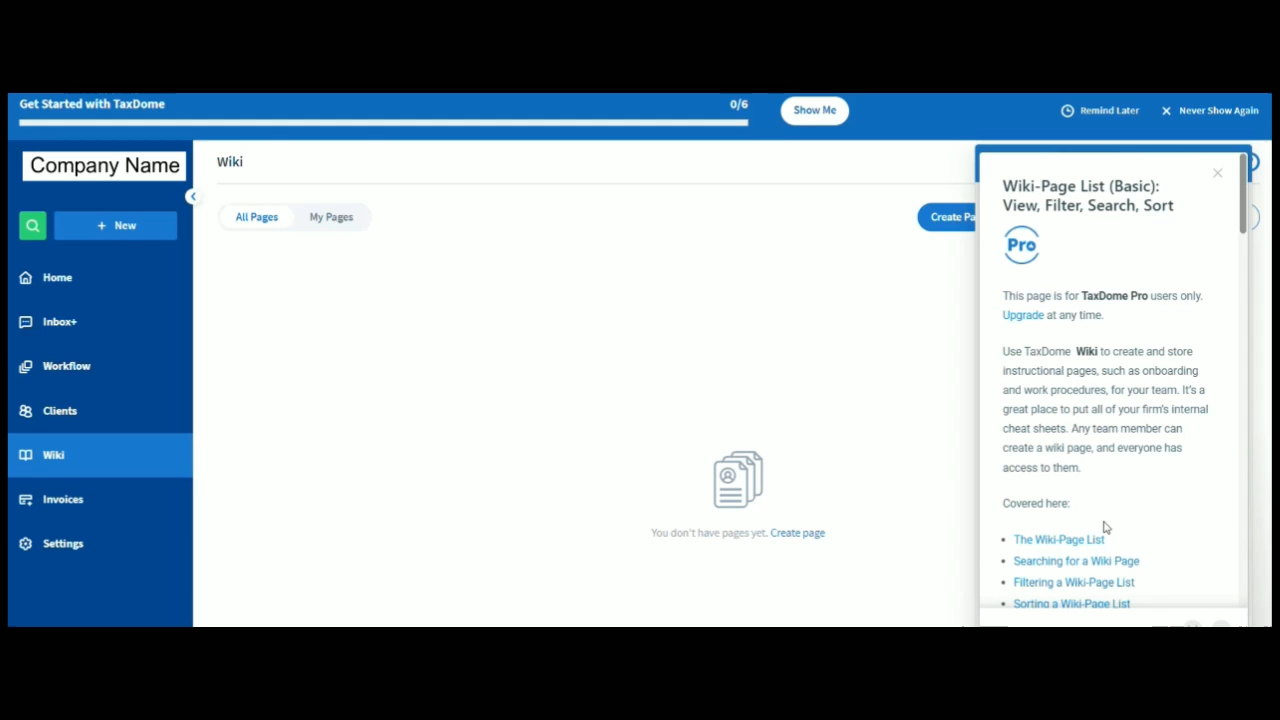 Get Started with TaxDome
0/6
Show Me
Remind Later
Never Show Again
Company Name
New
Home
Inbox+
Workflow
Clients
Wiki
Invoices
Settings
Wiki
All Pages
My Pages
Create
You don't have pages yet. Create page
Wiki-Page List (Basic):
View, Filter, Search, Sort
Pro
This page is for TaxDome Pro users only.
Upgrade at any time.
Use TaxDome Wiki to create and store
instructional pages, such as onboarding
and work procedures, for your team. It's a
great place to put all of your firm's internal
cheat sheets. Any team member can
create a wiki page, and everyone has
access to them.
Covered here:
The Wiki-Page List
Searching for a Wiki Page
Filtering a Wiki-Page List
Sorting a Wiki-Page List